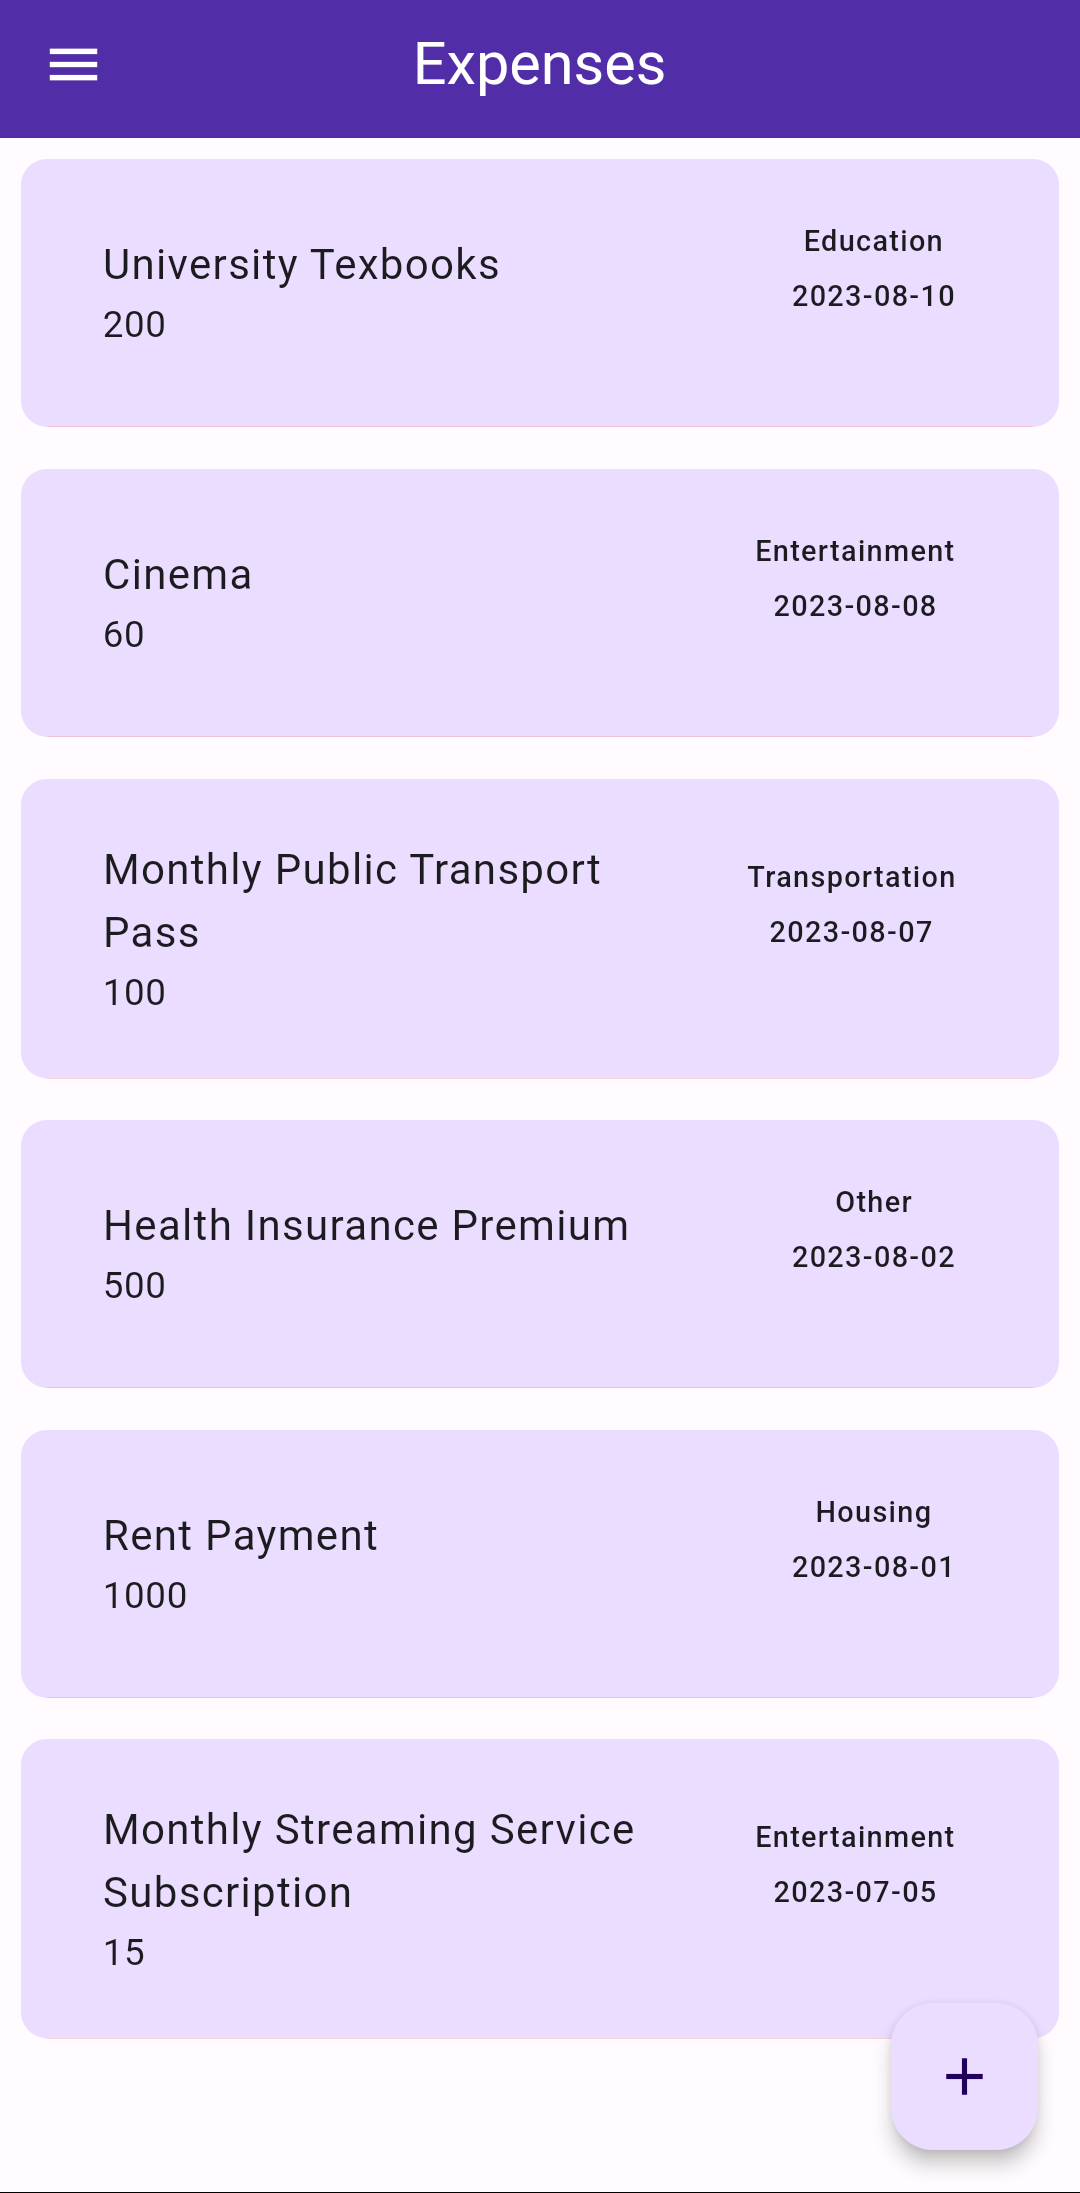 Expenses
University Texbooks
200
Education
2023-08-10
Cinema
60
Entertainment
2023-08-08
Monthly Public Transport
Pass
100
Transportation
2023-08-07
Health Insurance Premium
500
Other
2023-08-02
Rent Payment
1000
Housing
2023-08-01
Monthly Streaming Service
Subscription
15
Entertainment
2023-07-05